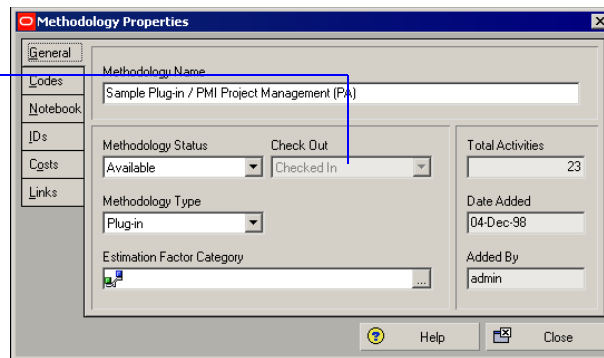 Methodology Properties
General
Codes
Notebook
IDs
Costs
Links
Methodology Name
Sample Plug-in / PMI Project Management (PA)
Methodology Status
Available
Check Out
Checked In
Methodology Type
Plug-in
Estimation Factor Category
...
Total Activities
23
Date Added
04-Dec-98
Added By
admin
? Help
Close